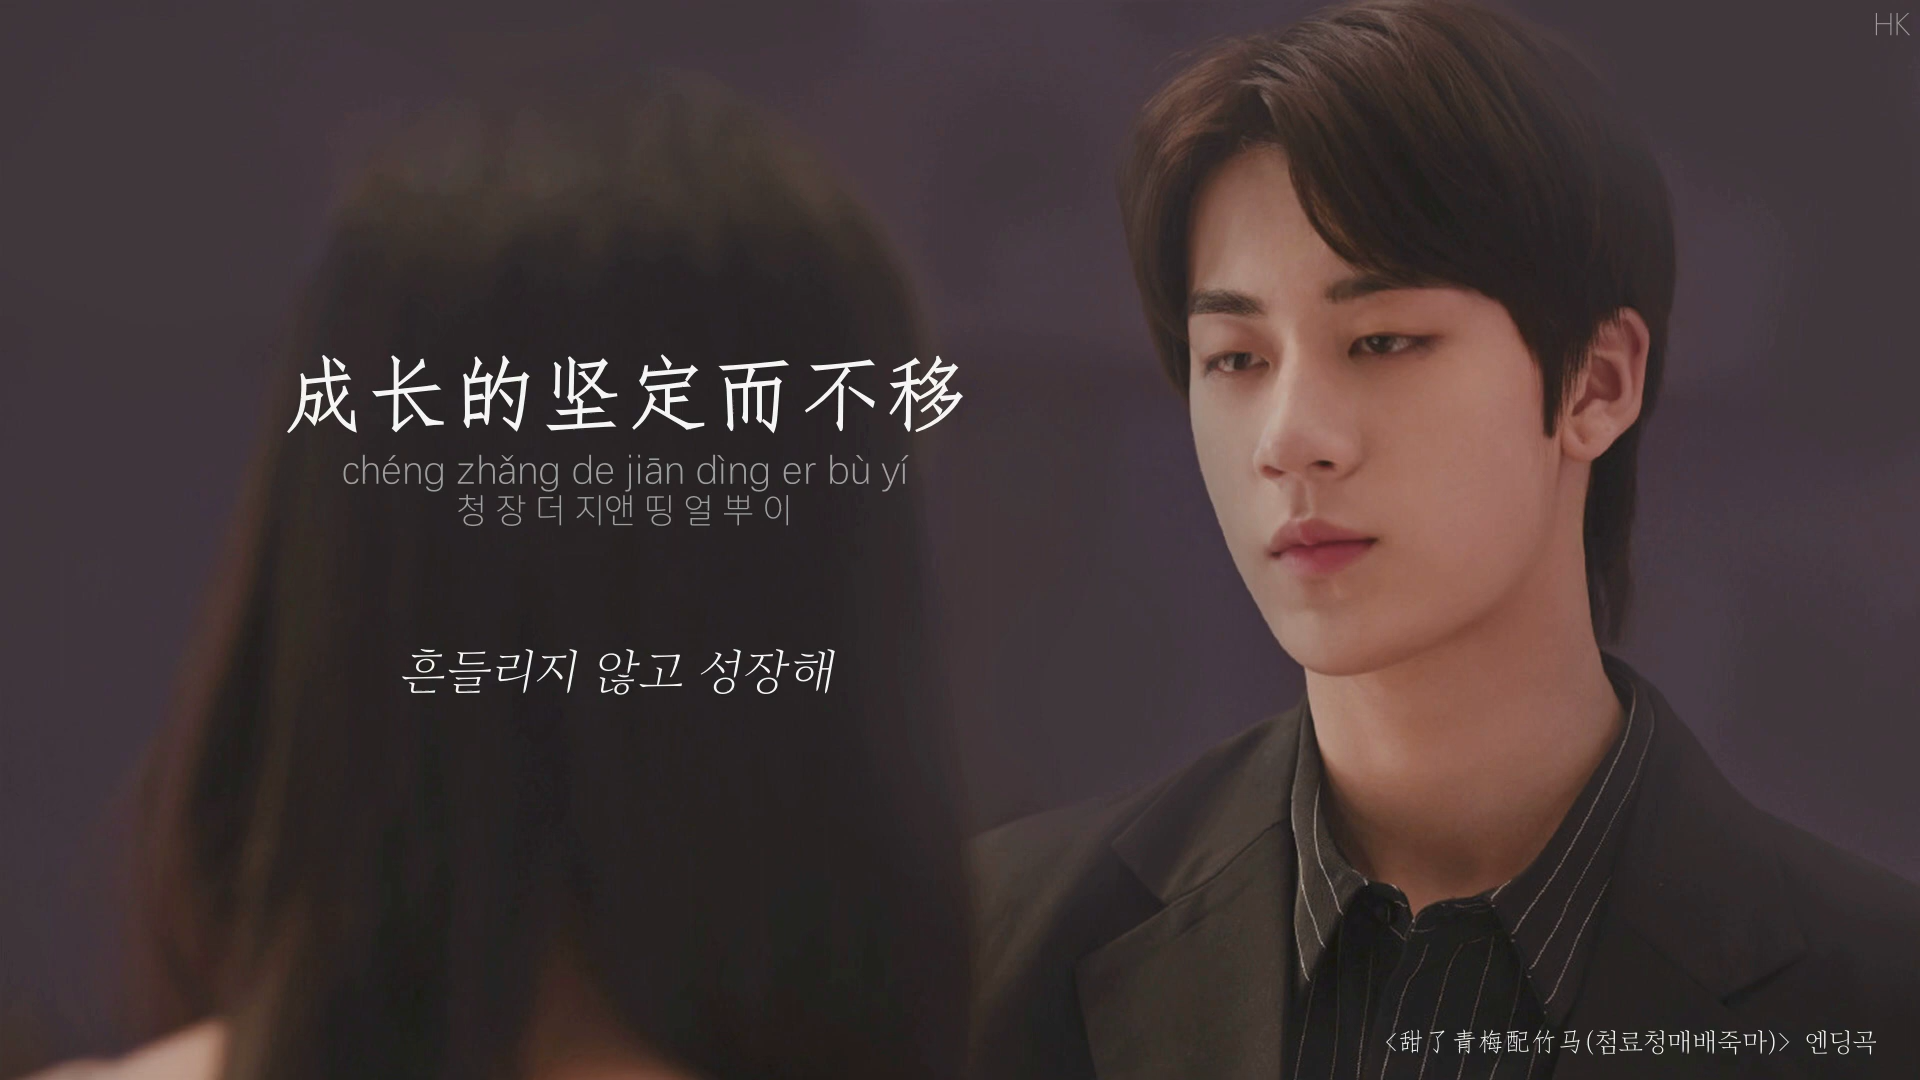 HK
成长的坚定而不移
chéng zhǎng de jiān dìng er bù yí
청 장 더 지앤 띵 얼 뿌 이
흔들리지 않고 성장해
<甜了青梅配竹马(첨료청매배죽마)> 엔딩곡